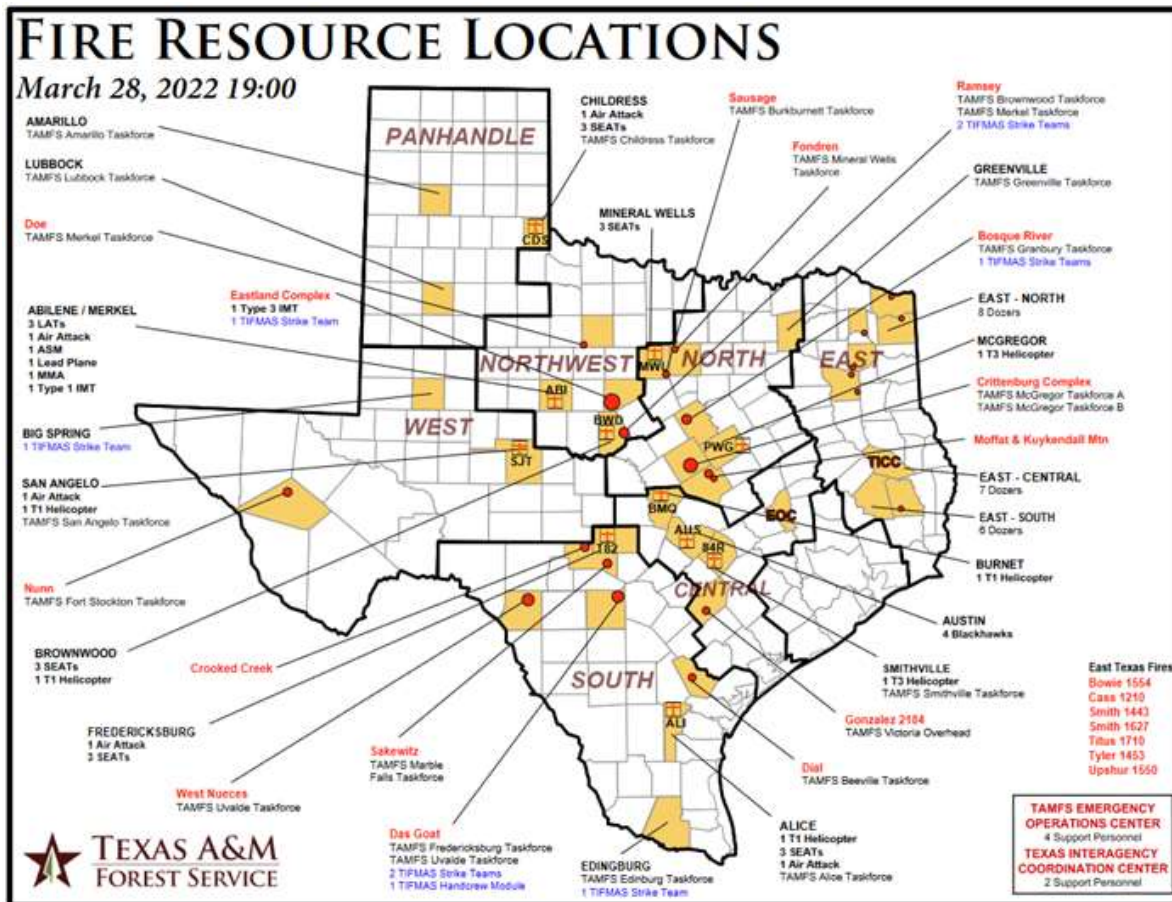 FIRE RESOURCE LOCATIONS
March 28, 2022 19:00
AMARILLO
TAMFS Amarillo Taskforce
LUBBOCK
TAMFS Lubbock Taskforce
Doe
TAMFS Merkel Taskforce
Eastland Complex
1 Type 3 IMT
1 TIFMAS Strike Team
ABILENE / MERKEL
3 LATs
1 Air Attack
1 ASM
1 Lead Plane
1 MMA
1 Type 1 IMT
BIG SPRING
1 TIFMAS Strike Team
SAN ANGELO
1 Air Attack
1 T1 Helicopter
TAMFS San Angelo Taskforce
Nunn
TAMFS Fort Stockton Taskforce
BROWNWOOD
3 SEATs
1 T1 Helicopter
Crooked Creek
FREDERICKSBURG
1 Air Attack
3 SEATs
West Nueces
TAMFS Uvalde Taskforce
Sakewitz
TAMFS Marble
Falls Taskforce
Das Goat
TAMFS Fredericksburg Taskforce
TAMFS Uvalde Taskforce
2 TIFMAS Strike Teams
1 TIFMAS Handcrew Module
EDINGBURG
TAMFS Edinburg Taskforce
1 TIFMAS Strike Team
CHILDRESS
1 Air Attack
3 SEATs
TAMFS Childress Taskforce
MINERAL WELLS
3 SEATs
Sausage
TAMFS Burkburnett Taskforce
Fondren
TAMFS Mineral Wells
Taskforce
Ramsey
TAMFS Brownwood Taskforce
TAMFS Merkel Taskforce
2 TIFMAS Strike Teams
GREENVILLE
TAMFS Greenville Taskforce
Bosque River
TAMFS Granbury Taskforce
1 TIFMAS Strike Teams
EAST - NORTH
8 Dozers
MCGREGOR
1 T3 Helicopter
Crittenburg Complex
TAMFS McGregor Taskforce A
TAMFS McGregor Taskforce B
Moffat & Kuykendall Mtn
EAST - CENTRAL
7 Dozers
EAST - SOUTH
6 Dozers
BURNET
1 T1 Helicopter
AUSTIN
4 Blackhawks
SMITHVILLE
1 T3 Helicopter
TAMFS Smithville Taskforce
Gonzalez 2184
TAMFS Victoria Overhead
Dial
TAMFS Beeville Taskforce
ALICE
1 T1 Helicopter
3 SEATs
1 Air Attack
TAMFS Alice Taskforce
PANHANDLE
CDS
NORTHWEST
MWL
NORTH
EAST
ABI
BWD
WEST
SJT
PWG
TICC
BMQ
EOC
AUS
84R
T82
CENTRAL
SOUTH
ALI
East Texas Fires
Bowie 1554
Cass 1210
Smith 1443
Smith 1627
Titus 1710
Tyler 1453
Upshur 1550
TAMFS EMERGENCY
OPERATIONS CENTER
4 Support Personnel
TEXAS INTERAGENCY
COORDINATION CENTER
2 Support Personnel
TEXAS A&M
FOREST SERVICE